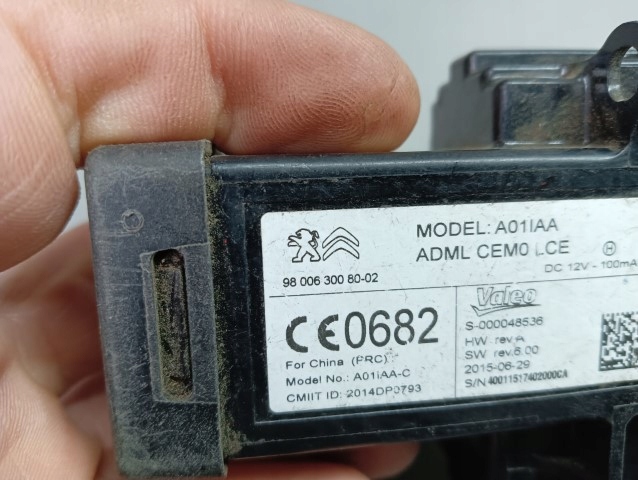 MODEL: A01IAA
ADML CEM0 LCE
DC 12V - 100mA
98 006 300 80-02
CE0682
For China (PRC):
Model No.: A01IAA-C
CMIIT ID: 2014DP0793
Valeo
S-000048536
HW. rev.A
SW rev.6.00
2015-06-29
S/N 40011517402000CA